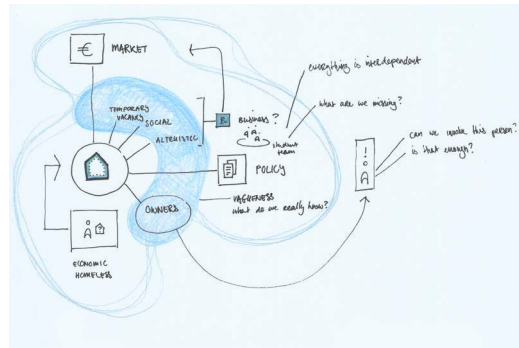 € MARKET
everything is interdependent
TEMPORARY
VACANCY
SOCIAL
ALTRUISTIC
B.
Business?
student
team
what are we missing?
can we invoke this person?
is that enough?
POLICY
OWNERS
VAGUENESS
what do we really know?
?
!
ECONOMIC
HOMELESS